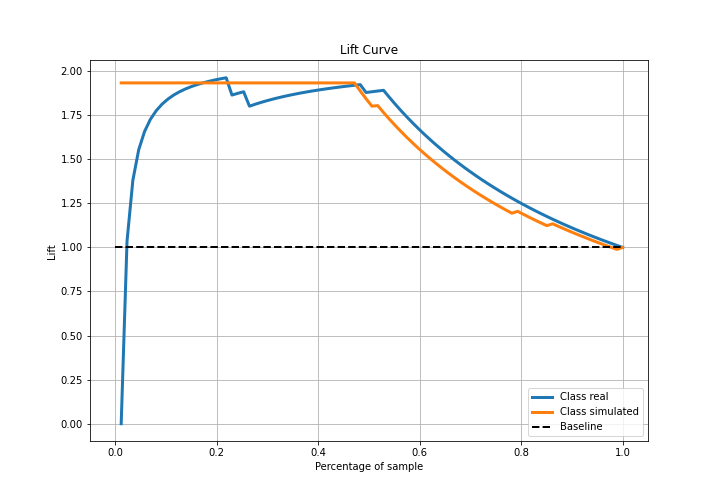 Lift Curve
2.00
1.75
1.50
1.25
1.00
0.75
0.50
0.25
0.00
Lift
0.0 0.2 0.4 0.6 0.8 1.0
Percentage of sample
Class real
Class simulated
Baseline